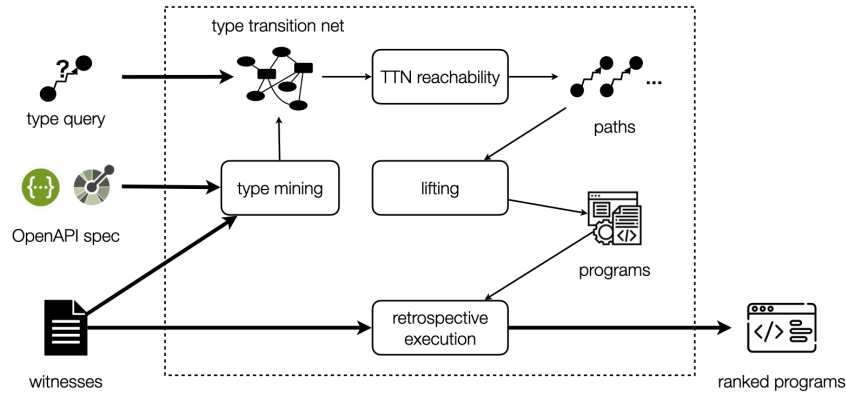 type transition net
?
type query
TTN reachability
...
paths
{...}
OpenAPI spec
type mining
lifting
</>
programs
witnesses
retrospective
execution
</>
ranked programs